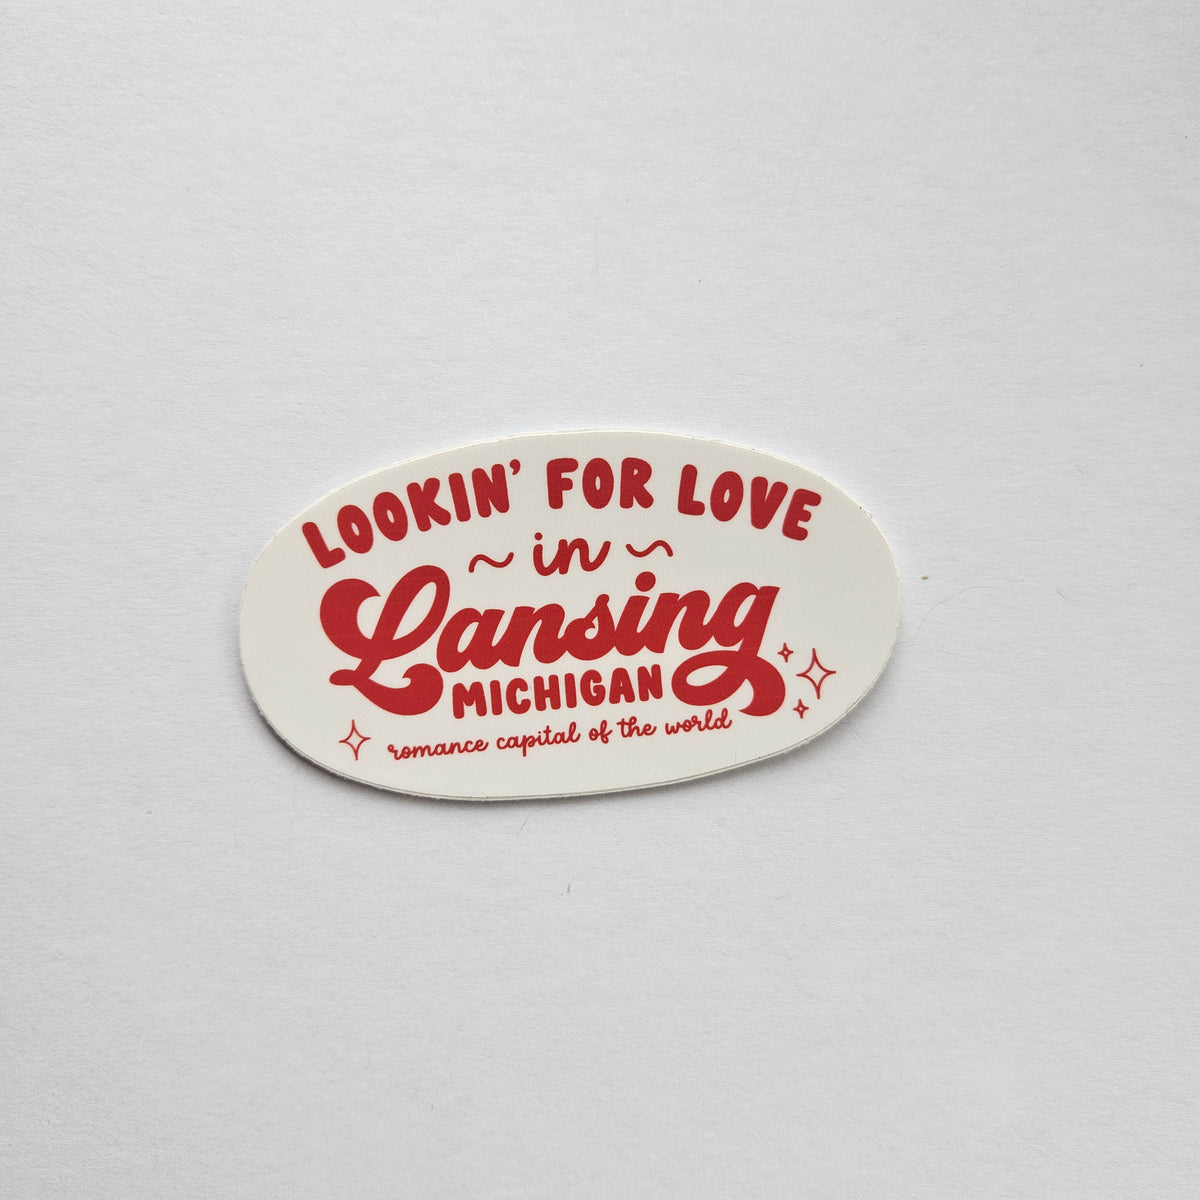 LOOKIN' FOR LOVE
~ in ~
Lansing
MICHIGAN
romance capital of the world